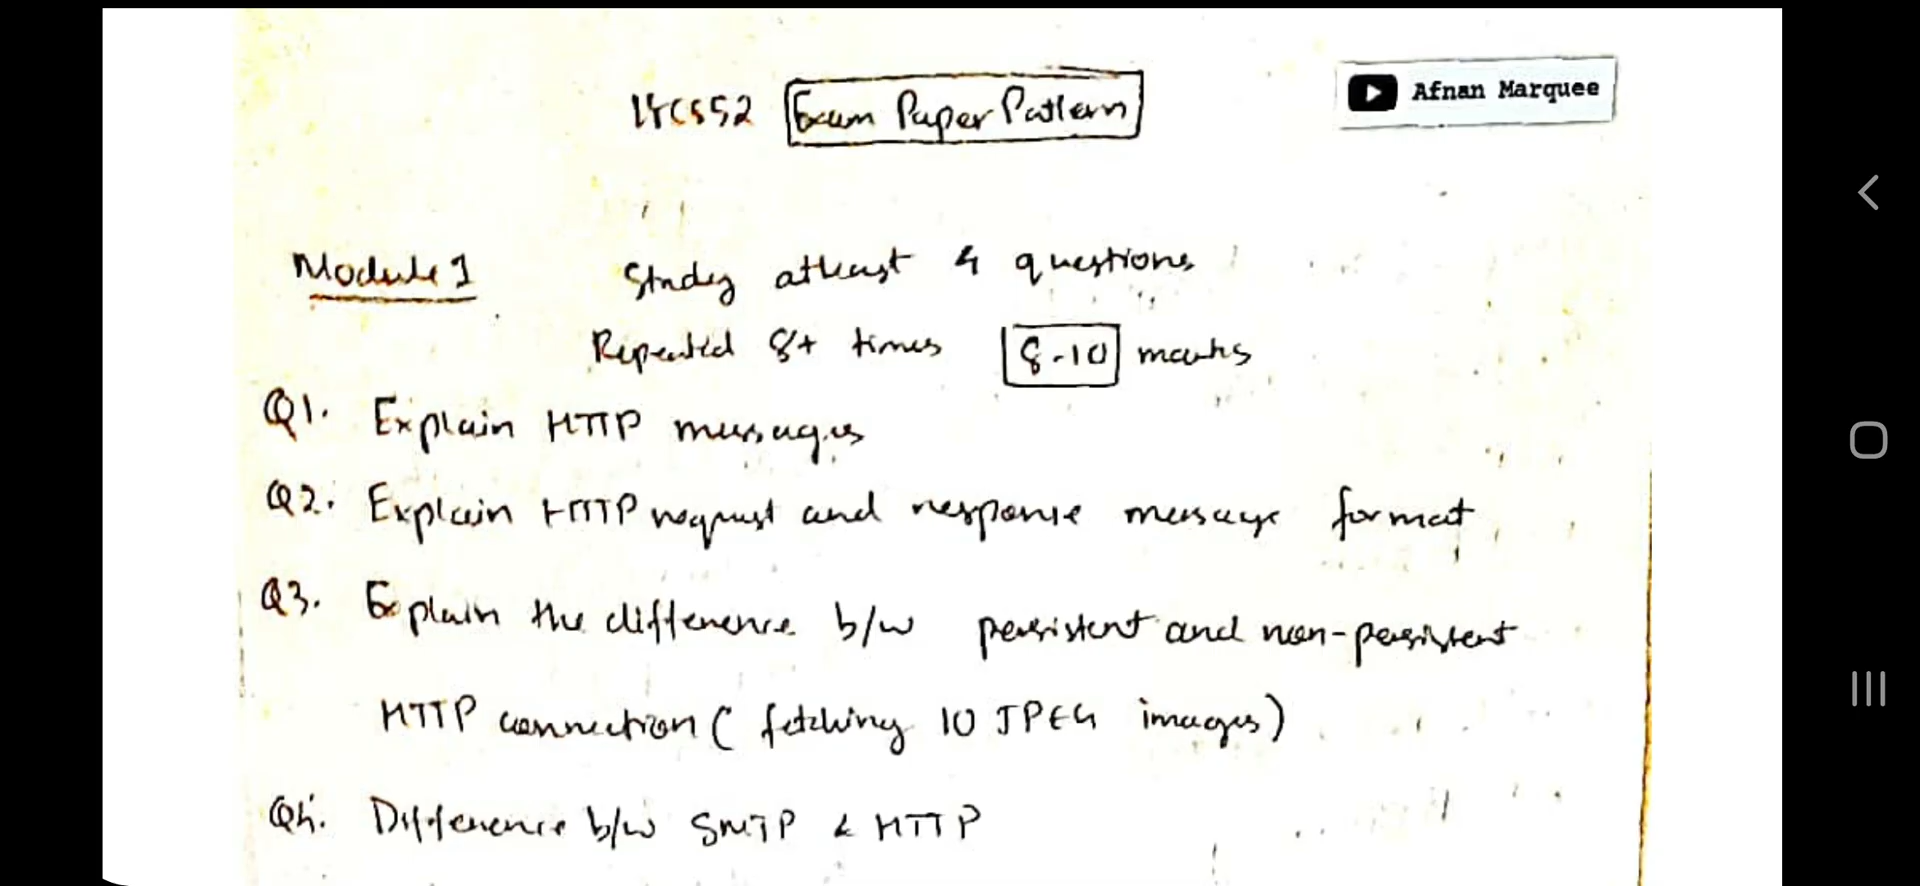 18CS52 Exam Paper Pattern
Afnan Marquee
Module 1 Study atleast 4 questions
Repeated 8+ times 8-10 marks
Q1. Explain HTTP messages
Q2. Explain HTTP request and response message format
Q3. Explain the difference b/w persistent and non-persistent
HTTP connection ( fetching 10 JPEG images)
Q4. Difference b/w SMTP & HTTP